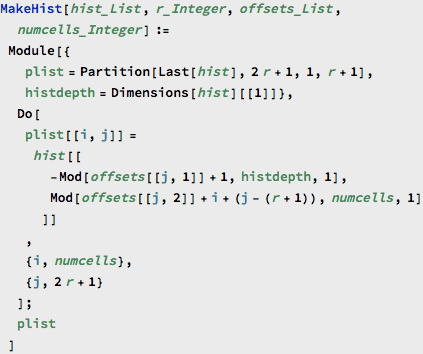 MakeHist[hist_List, r_Integer, offsets_List,
numcells_Integer] :=
Module[{
plist = Partition[Last[hist], 2 r + 1, 1, r + 1],
histdepth = Dimensions[hist][[1]]},
Do[
plist[[i, j]] =
hist[[
-Mod[offsets[[j, 1]] + 1, histdepth, 1],
Mod[offsets[[j, 2]] + i + (j - (r + 1)), numcells, 1]
]]
,
{i, numcells},
{j, 2 r + 1}
];
plist
]